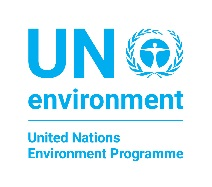 UN
environment
United Nations
Environment Programme